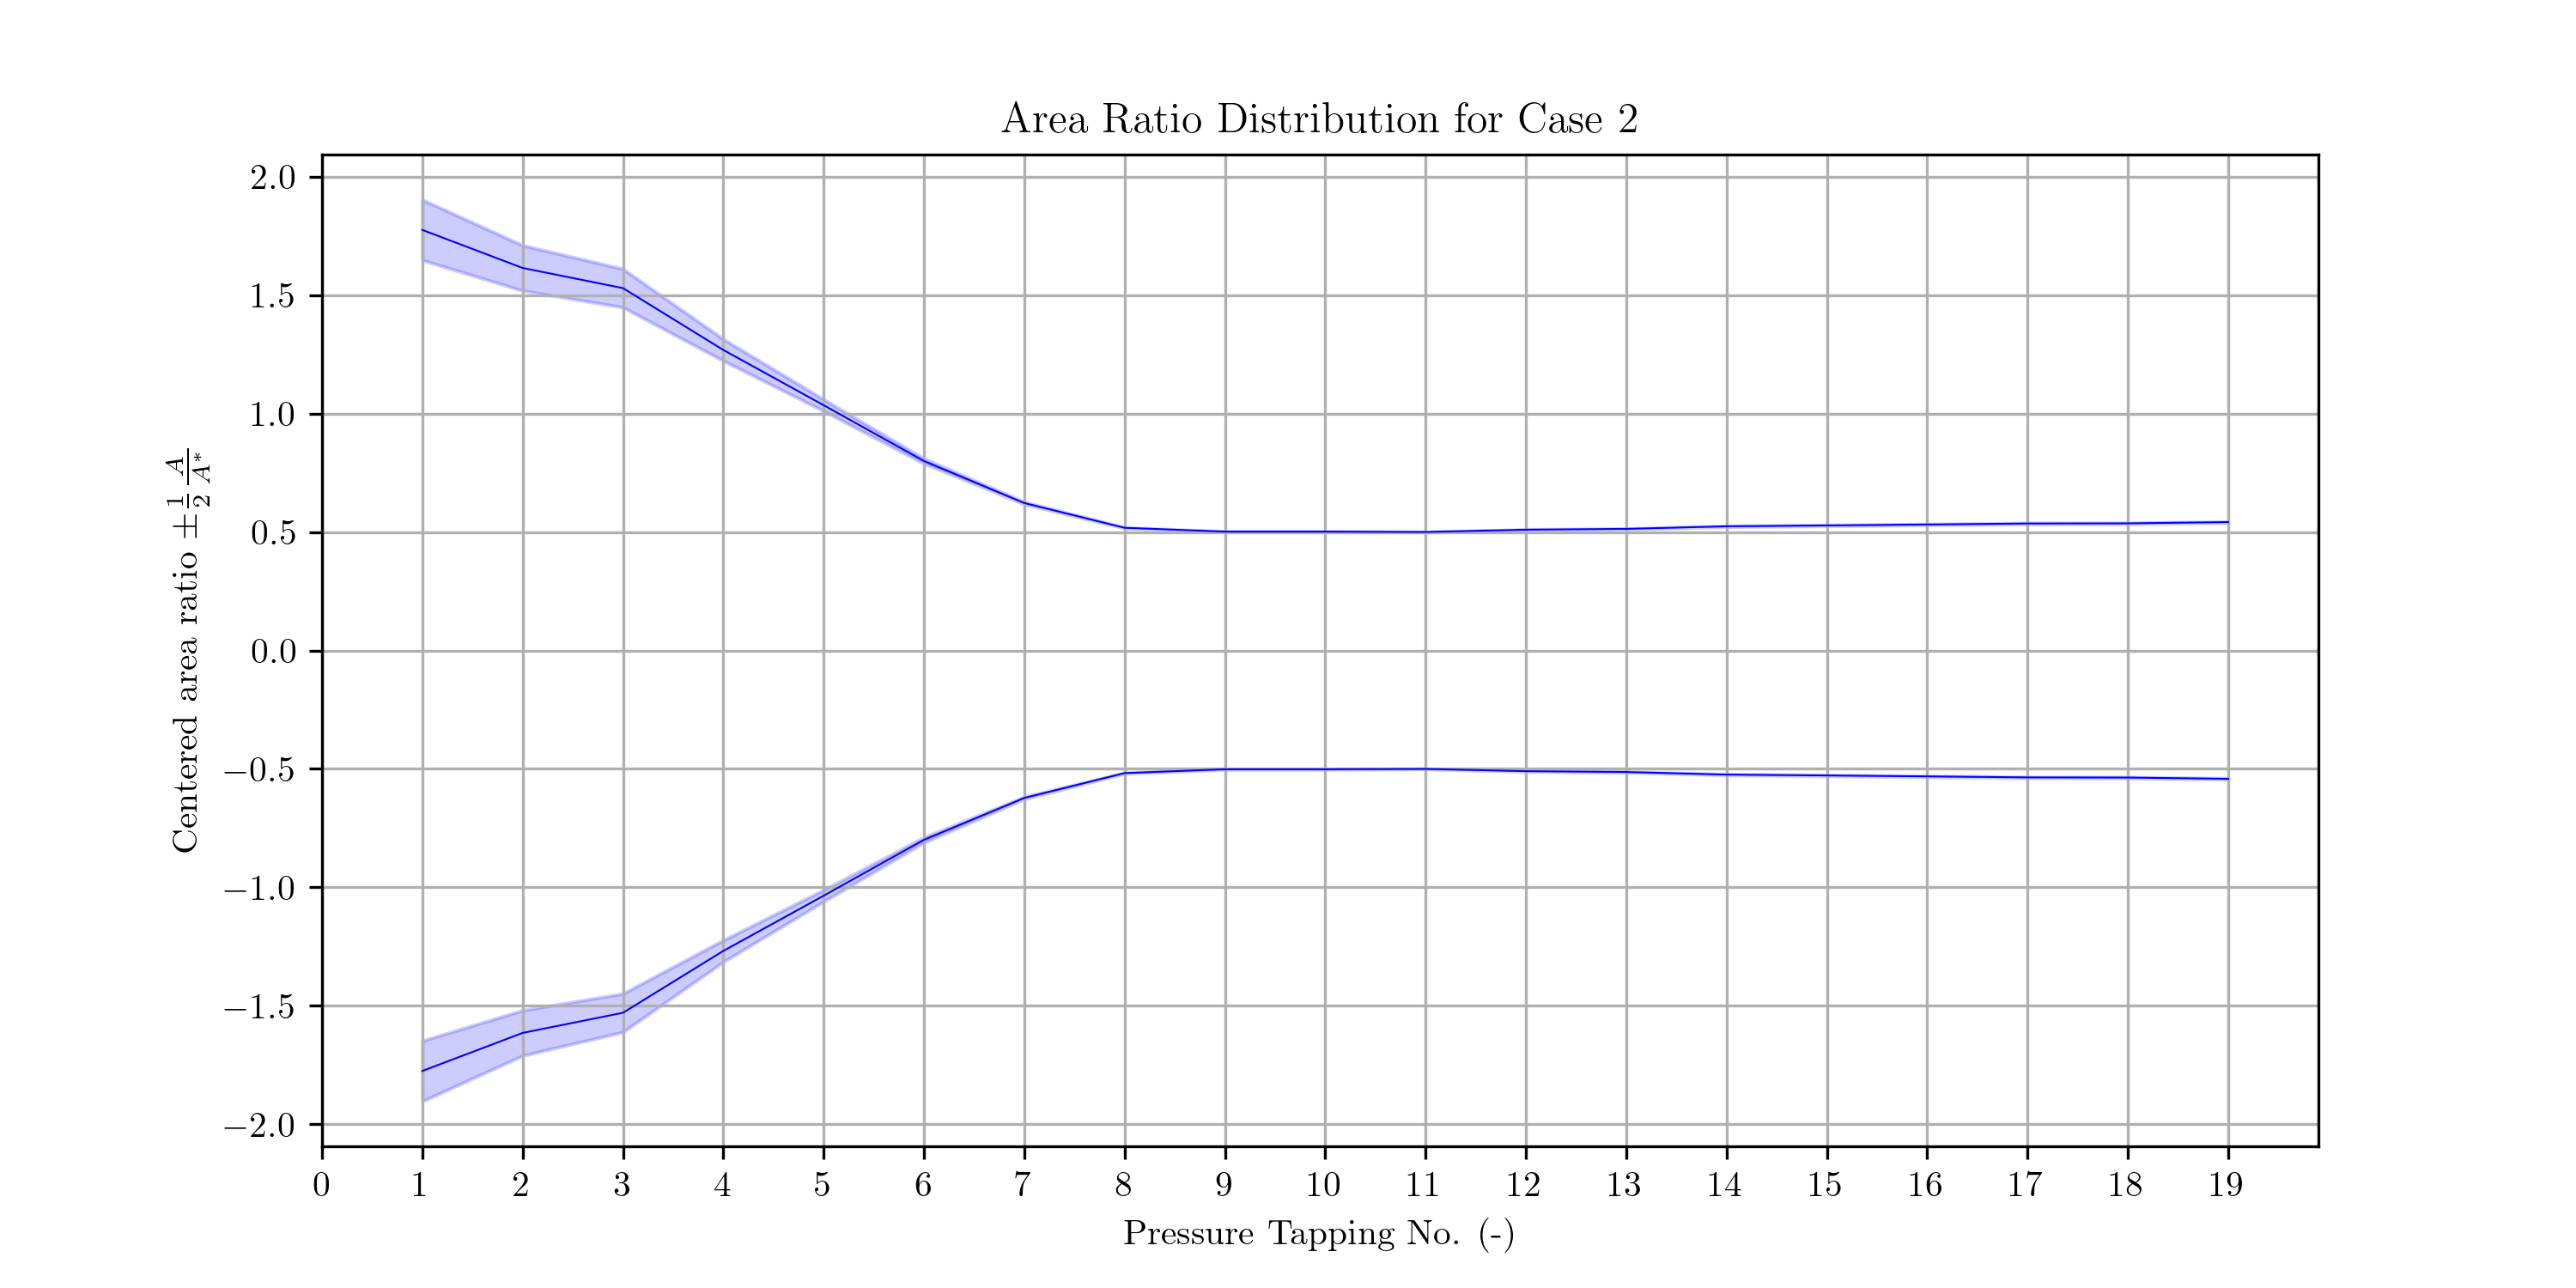 Area Ratio Distribution for Case 2
Centered area ratio ±1/2 A/A*
2.0
1.5
1.0
0.5
0.0
−0.5
−1.0
−1.5
−2.0
0 1 2 3 4 5 6 7 8 9 10 11 12 13 14 15 16 17 18 19
Pressure Tapping No. (-)